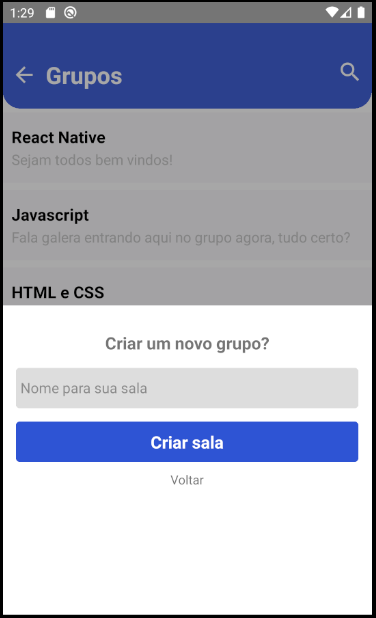 1:29
Grupos
React Native
Sejam todos bem vindos!
Javascript
Fala galera entrando aqui no grupo agora, tudo certo?
HTML e CSS
Criar um novo grupo?
Nome para sua sala
Criar sala
Voltar